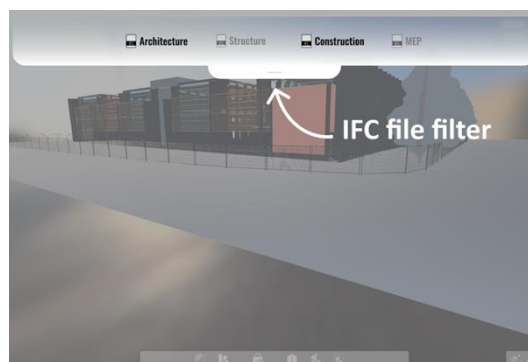 Architecture
Structure
Construction
MEP
IFC file filter